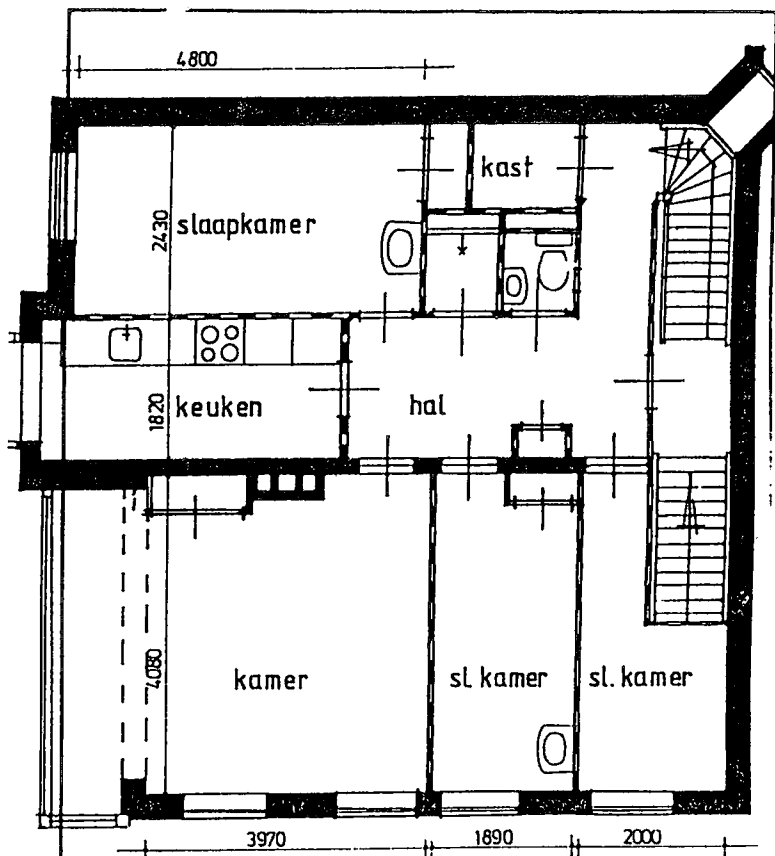 4800
kast
slaapkamer
2430
keuken
1820
hal
kamer
4080
sl. kamer
sl. kamer
3970
1890
2000